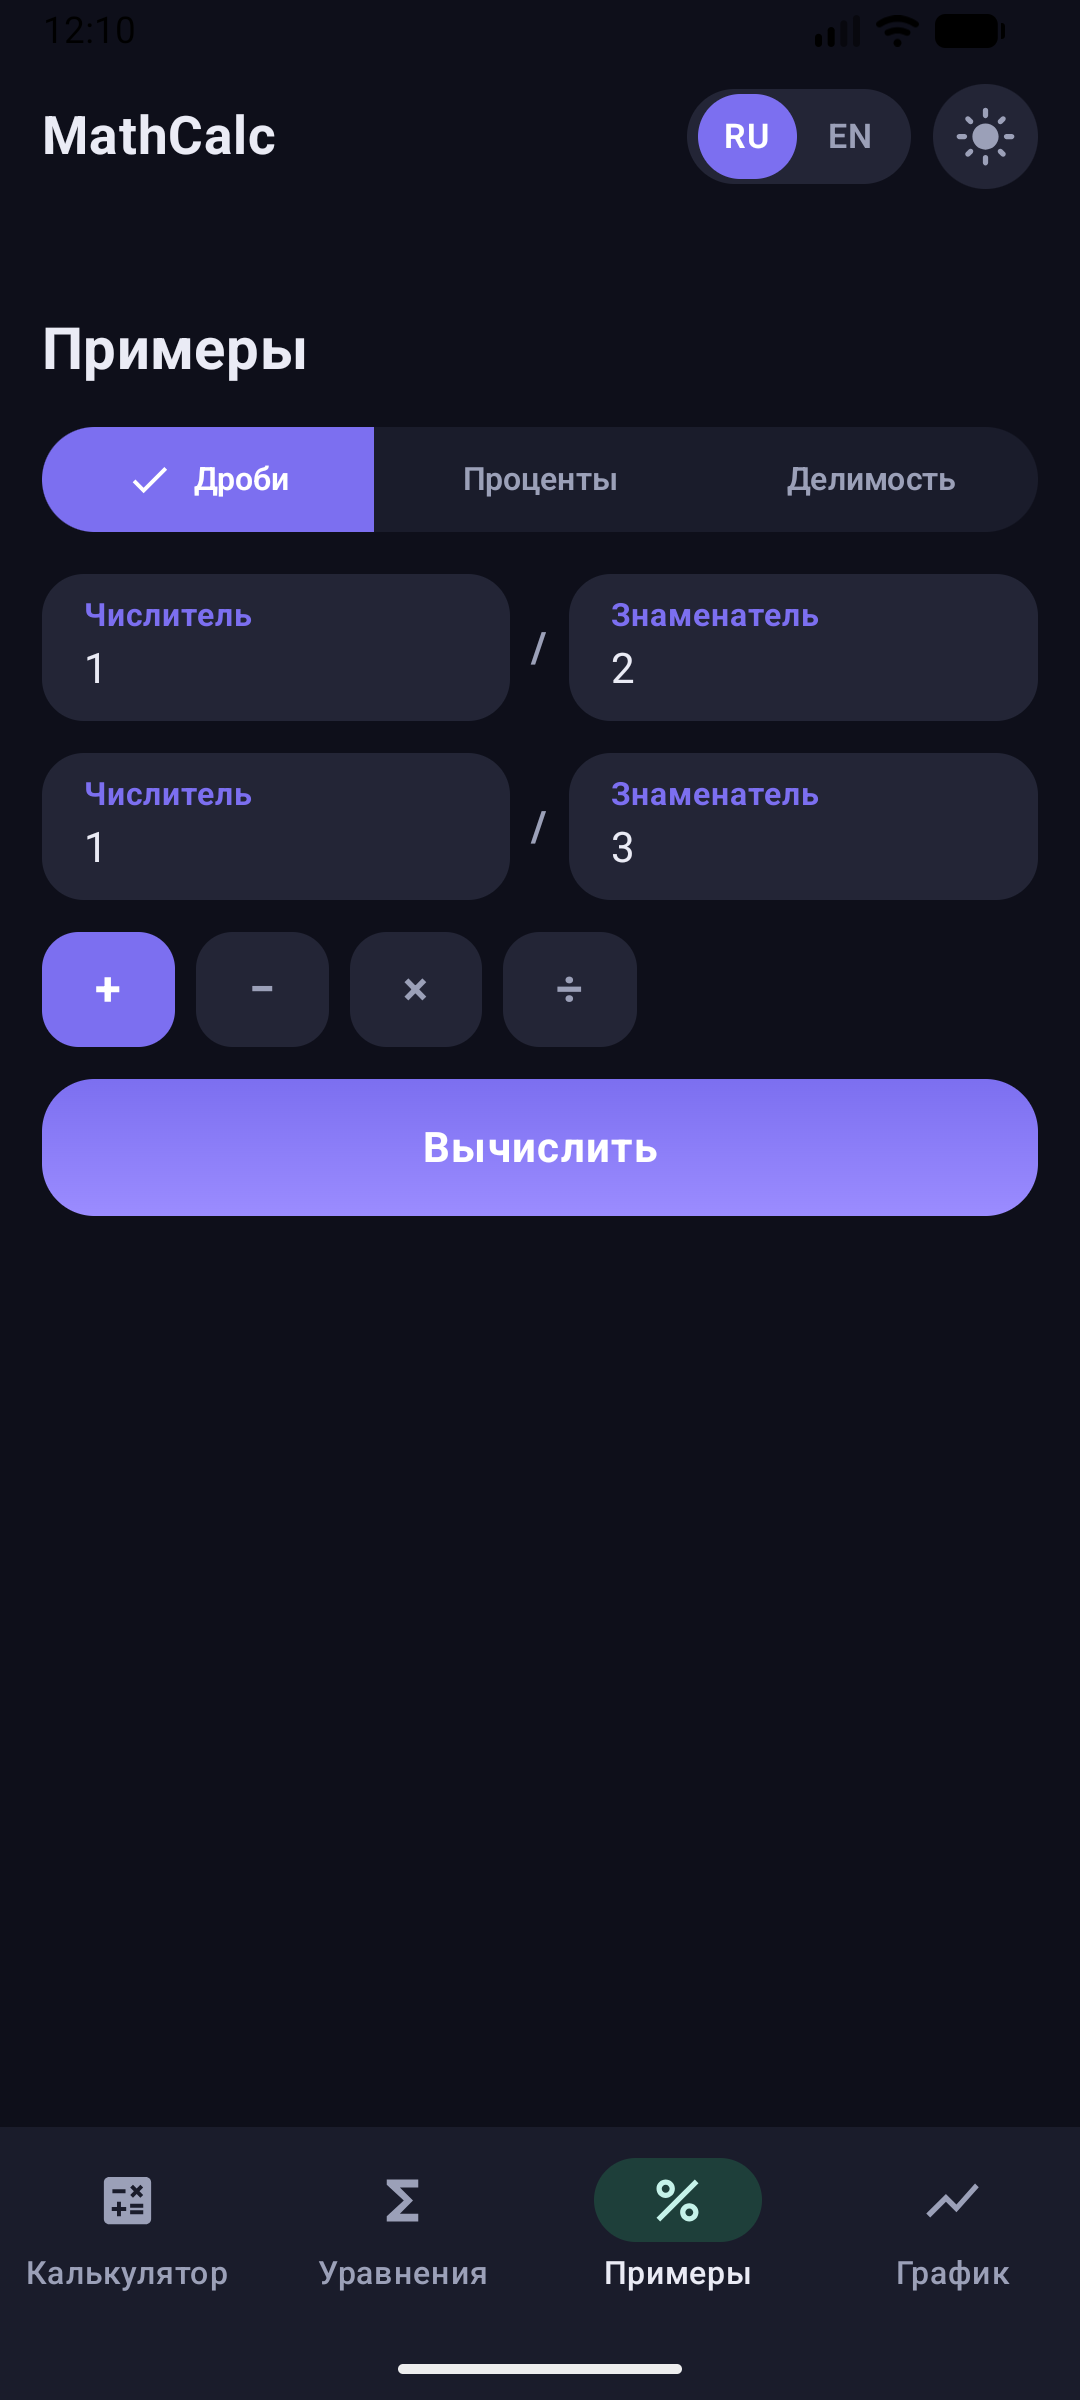 12:10
MathCalc
RU EN
Примеры
Дроби Проценты Делимость
Числитель Знаменатель
1 / 2
Числитель Знаменатель
1 / 3
+ − × ÷
Вычислить
Калькулятор Уравнения Примеры График